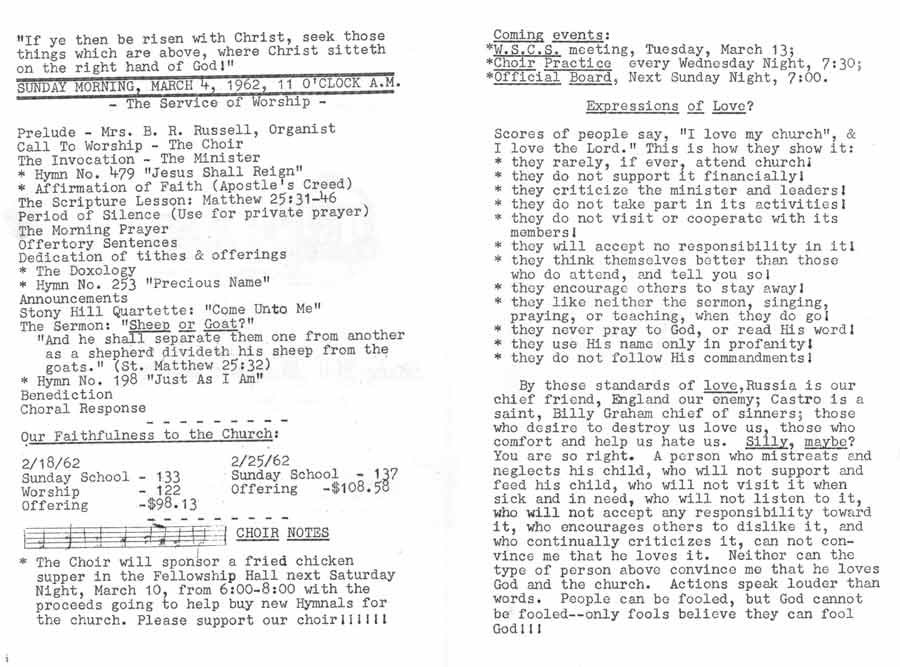 "If ye then be risen with Christ, seek those
things which are above, where Christ sitteth
on the right hand of God!"
SUNDAY MORNING, MARCH 4, 1962, 11 O'CLOCK A.M.
- The Service of Worship -
Prelude - Mrs. B. R. Russell, Organist
Call To Worship - The Choir
The Invocation - The Minister
* Hymn No. 479 "Jesus Shall Reign"
* Affirmation of Faith (Apostle's Creed)
The Scripture Lesson: Matthew 25:31-46
Period of Silence (Use for private prayer)
The Morning Prayer
Offertory Sentences
Dedication of tithes & offerings
* The Doxology
* Hymn No. 253 "Precious Name"
Announcements
Stony Hill Quartette: "Come Unto Me"
The Sermon: "Sheep or Goat?"
"And he shall separate them one from another
as a shepherd divideth his sheep from the
goats." (St. Matthew 25:32)
* Hymn No. 198 "Just As I Am"
Benediction
Choral Response
- - - - - - - - -
Our Faithfulness to the Church:
2/18/62 2/25/62
Sunday School - 133 Sunday School - 137
Worship - 122 Offering -$108.58
Offering -$98.13
- - - - - - - - -
CHOIR NOTES
* The Choir will sponsor a fried chicken
supper in the Fellowship Hall next Saturday
Night, March 10, from 6:00-8:00 with the
proceeds going to help buy new Hymnals for
the church. Please support our choir!!!!!!
Coming events:
*W.S.C.S. meeting, Tuesday, March 13;
*Choir Practice every Wednesday Night, 7:30;
*Official Board, Next Sunday Night, 7:00.
Expressions of Love?
Scores of people say, "I love my church", &
I love the Lord." This is how they show it:
* they rarely, if ever, attend church!
* they do not support it financially!
* they criticize the minister and leaders!
* they do not take part in its activities!
* they do not visit or cooperate with its
members!
* they will accept no responsibility in it!
* they think themselves better than those
who do attend, and tell you so!
* they encourage others to stay away!
* they like neither the sermon, singing,
praying, or teaching, when they do go!
* they never pray to God, or read His word!
* they use His name only in profanity!
* they do not follow His commandments!
By these standards of love,Russia is our
chief friend, England our enemy; Castro is a
saint, Billy Graham chief of sinners; those
who desire to destroy us love us, those who
comfort and help us hate us. Silly, maybe?
You are so right. A person who mistreats and
neglects his child, who will not support and
feed his child, who will not visit it when
sick and in need, who will not listen to it,
who will not accept any responsibility toward
it, who encourages others to dislike it, and
who continually criticizes it, can not con-
vince me that he loves it. Neither can the
type of person above convince me that he loves
God and the church. Actions speak louder than
words. People can be fooled, but God cannot
be fooled--only fools believe they can fool
God!!!